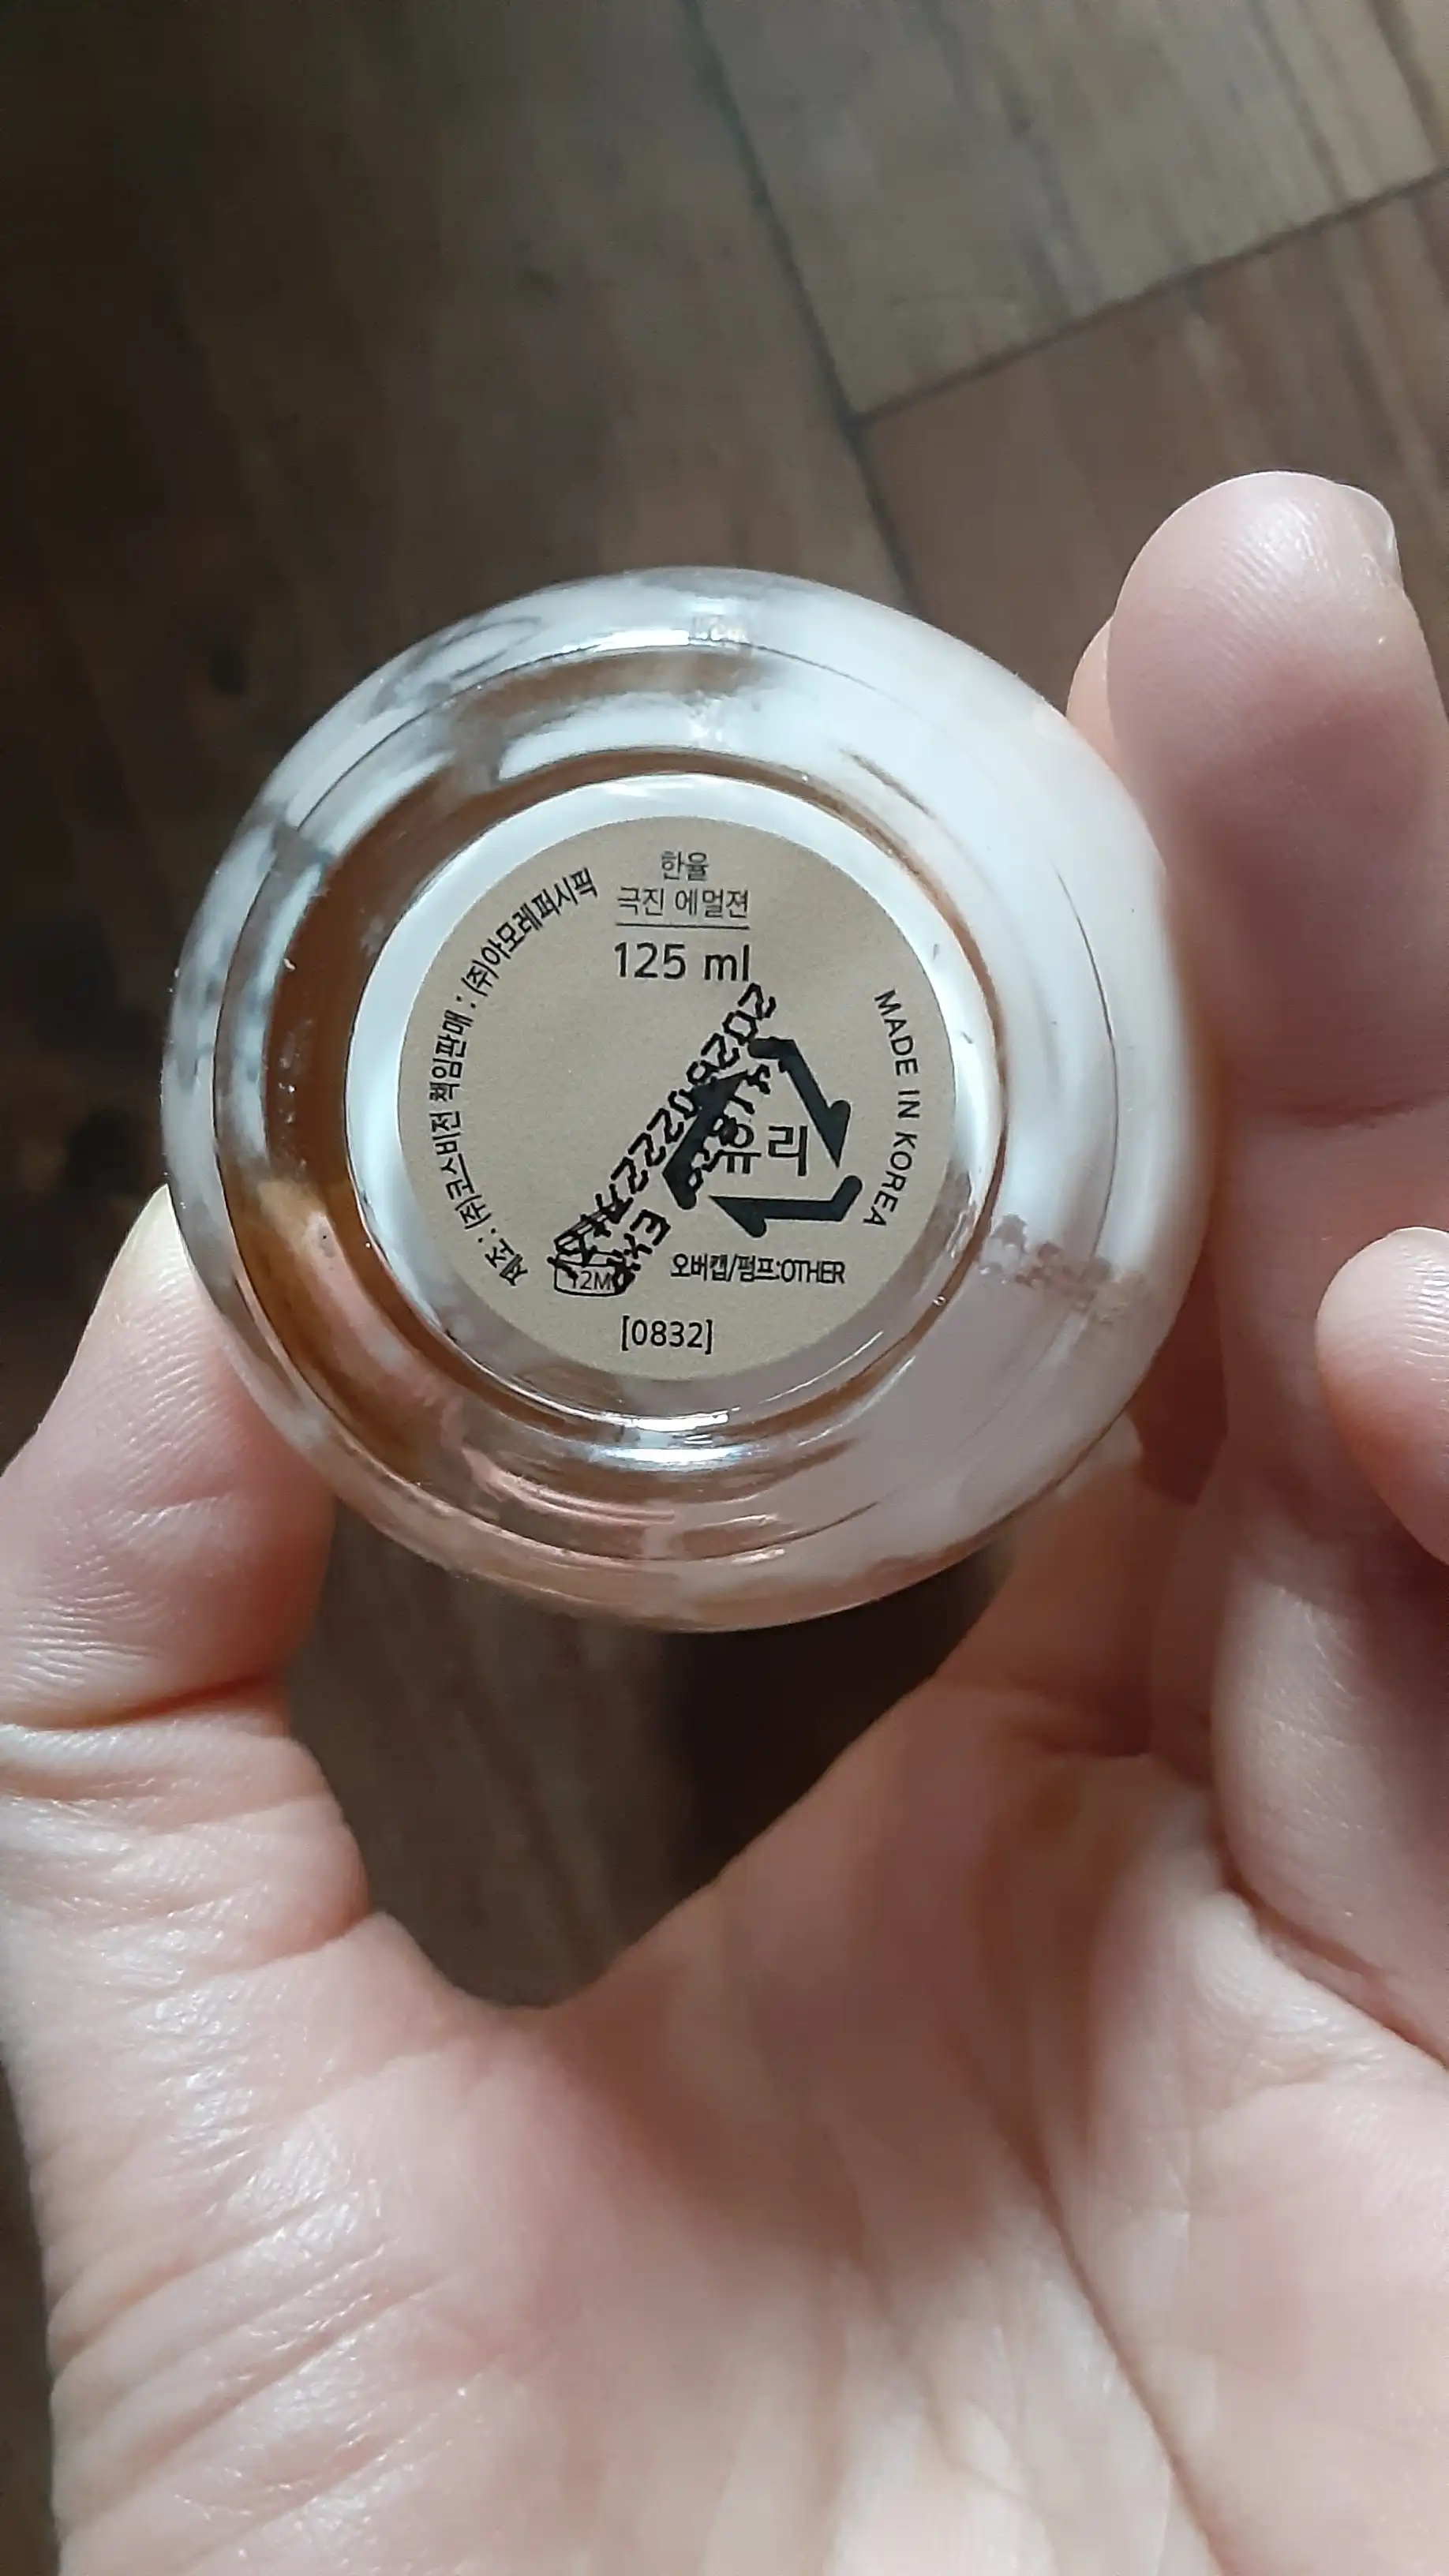 한율
극진 에멀젼
125 ml
제조 : (주)코스비전 책임판매 : (주)아모레퍼시픽
MADE IN KOREA
유리
오버캡/펌프:OTHER
12M
[0832]